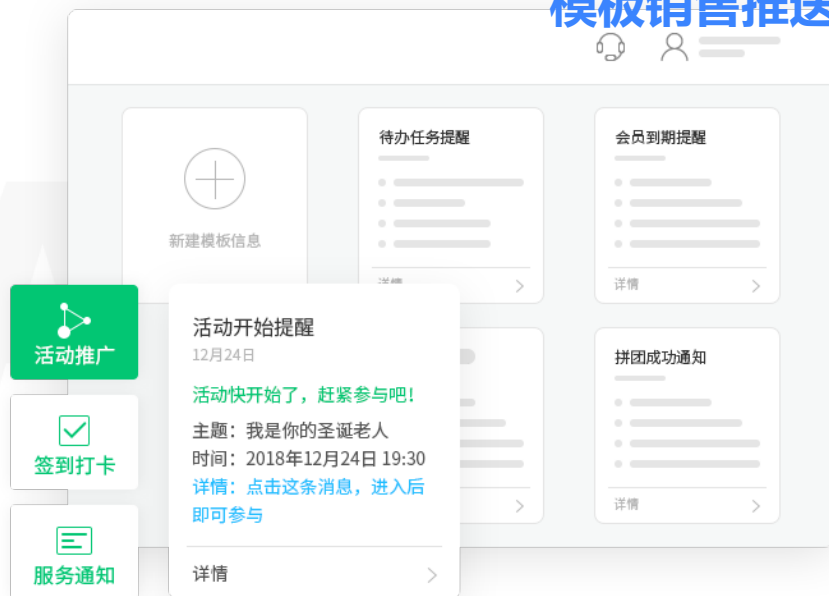 模板销售推送
待办任务提醒
会员到期提醒
新建模板信息
详情
详情
活动推广
签到打卡
服务通知
活动开始提醒
12月24日
活动快开始了，赶紧参与吧！
主题：我是你的圣诞老人
时间：2018年12月24日 19:30
详情：点击这条消息，进入后
即可参与
详情
拼团成功通知
详情